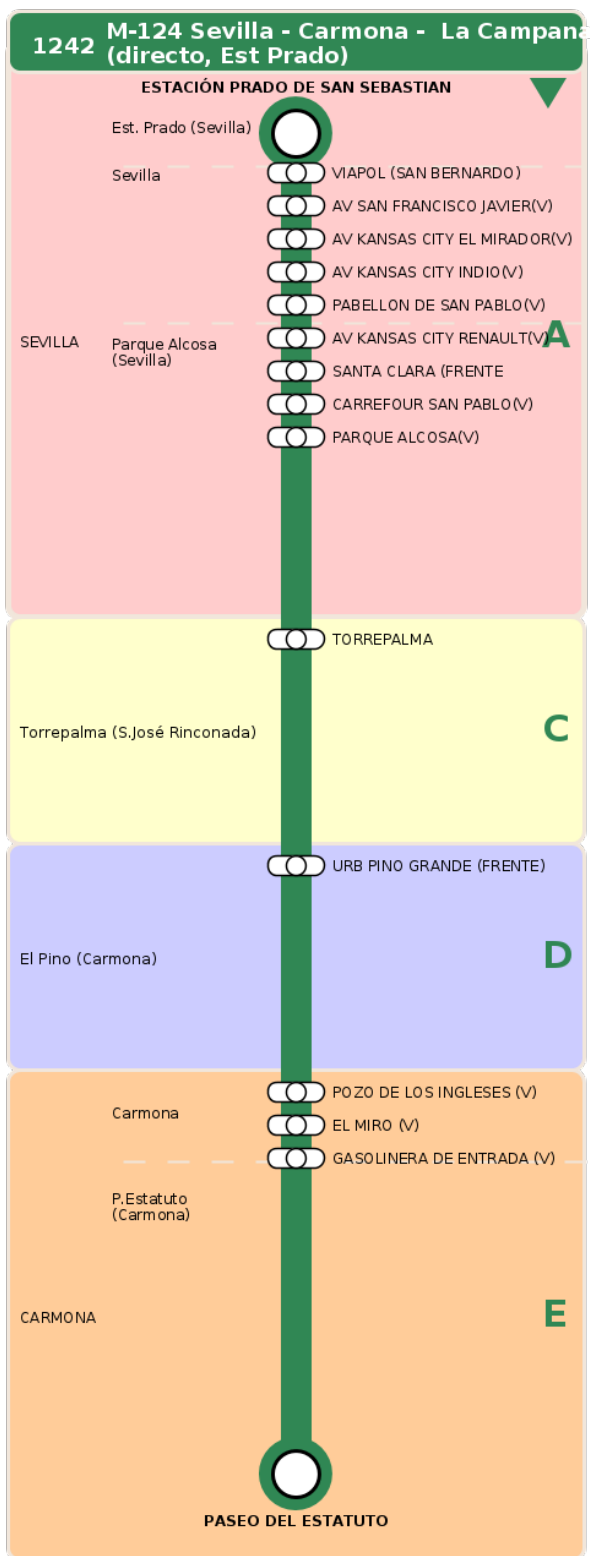 1242
M-124 Sevilla - Carmona - La Campana
(directo, Est Prado)
ESTACIÓN PRADO DE SAN SEBASTIAN
Est. Prado (Sevilla)
Sevilla
VIAPOL (SAN BERNARDO)
AV SAN FRANCISCO JAVIER(V)
AV KANSAS CITY EL MIRADOR(V)
AV KANSAS CITY INDIO(V)
PABELLON DE SAN PABLO(V)
SEVILLA
Parque Alcosa
(Sevilla)
AV KANSAS CITY RENAULT(V)
A
SANTA CLARA (FRENTE
CARREFOUR SAN PABLO(V)
PARQUE ALCOSA(V)
TORREPALMA
Torrepalma (S.José Rinconada)
C
URB PINO GRANDE (FRENTE)
El Pino (Carmona)
D
POZO DE LOS INGLESES (V)
Carmona
EL MIRO (V)
GASOLINERA DE ENTRADA (V)
P.Estatuto
(Carmona)
CARMONA
E
PASEO DEL ESTATUTO